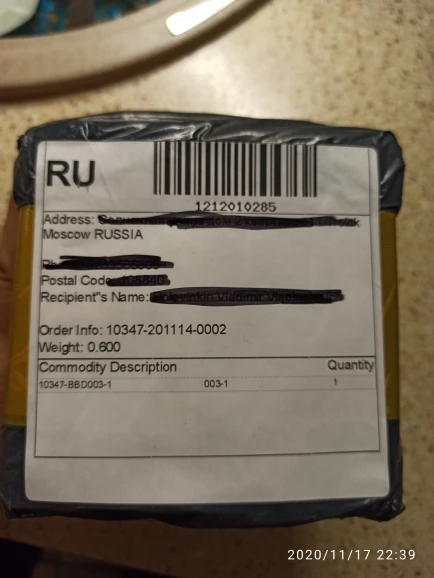 RU
1212010285
Address:
Moscow RUSSIA
Postal Code:
Recipient"s Name:
Order Info: 10347-201114-0002
Weight: 0.600
Commodity Description Quantity
10347-BBD003-1 003-1 1
2020/11/17 22:39